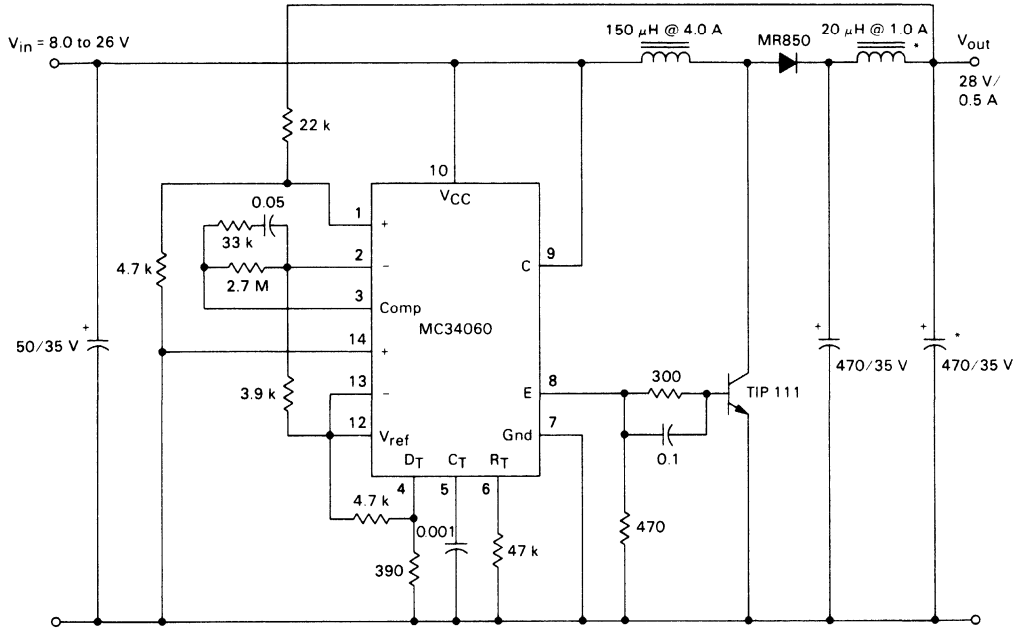 150 μH @ 4.0 A
20 μH @ 1.0 A
*
MR850
V_in = 8.0 to 26 V
V_out
28 V/
0.5 A
22 k
10
V_CC
0.05
33 k
1
+
2
−
2.7 M
4.7 k
3
Comp
9
C
MC34060
14
+
+
50/35 V
13
−
3.9 k
12
V_ref
8
E
300
TIP 111
7
Gnd
0.1
+
470/35 V
+
*
470/35 V
D_T
C_T
R_T
4
5
6
4.7 k
0.001
390
47 k
470